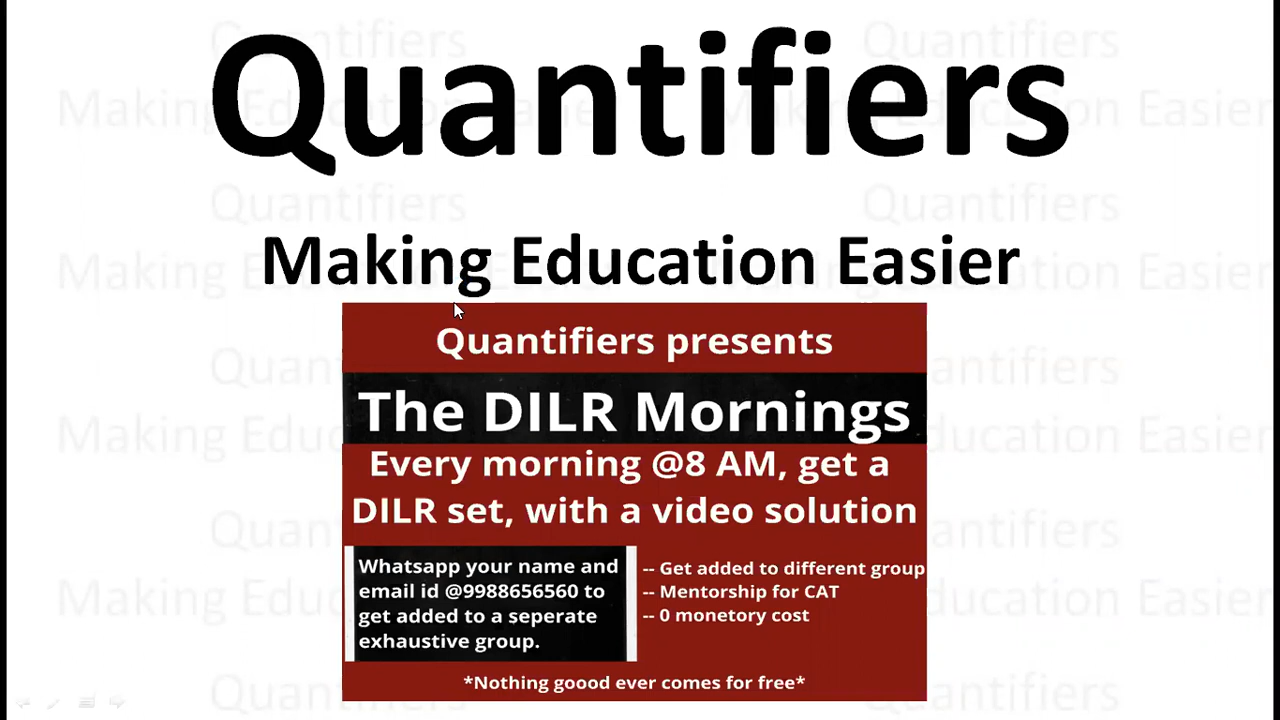 Quantifiers
Making Education Easier
Quantifiers presents
The DILR Mornings
Every morning @8 AM, get a
DILR set, with a video solution
Whatsapp your name and
email id @9988656560 to
get added to a seperate
exhaustive group.
-- Get added to different group
-- Mentorship for CAT
-- 0 monetory cost
*Nothing goood ever comes for free*